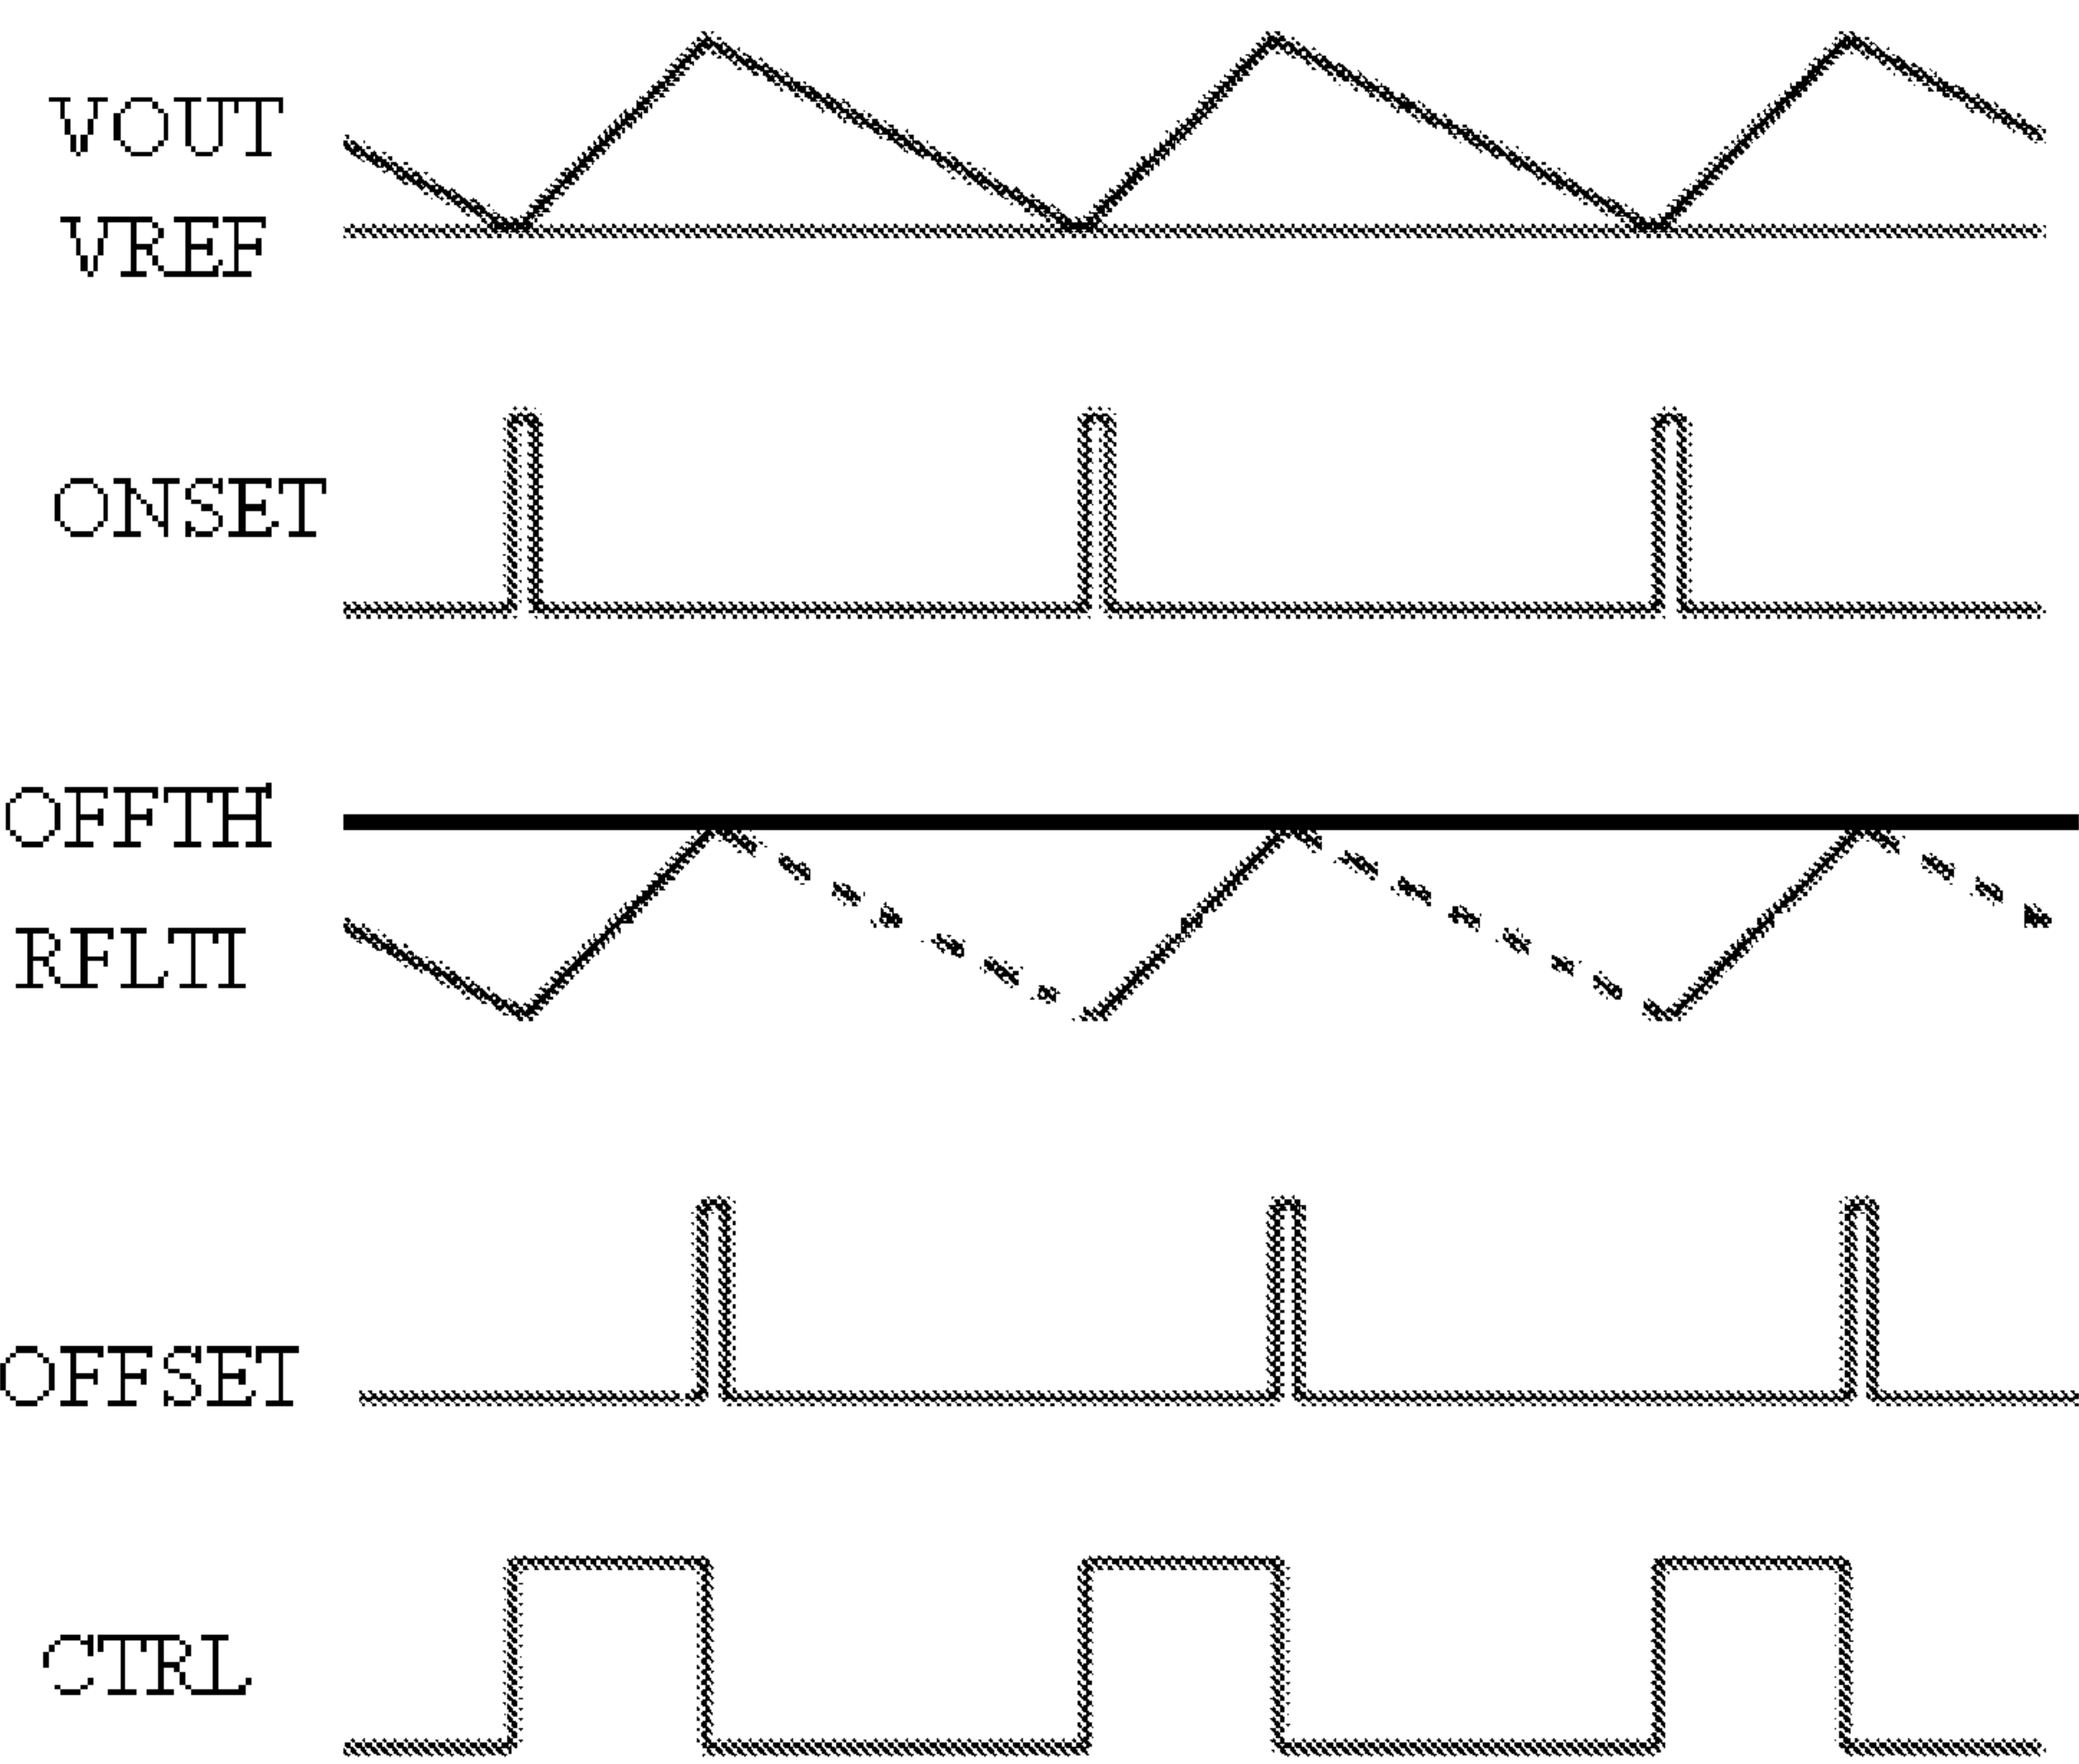 VOUT
VREF
ONSET
OFFTH
RFLTI
OFFSET
CTRL